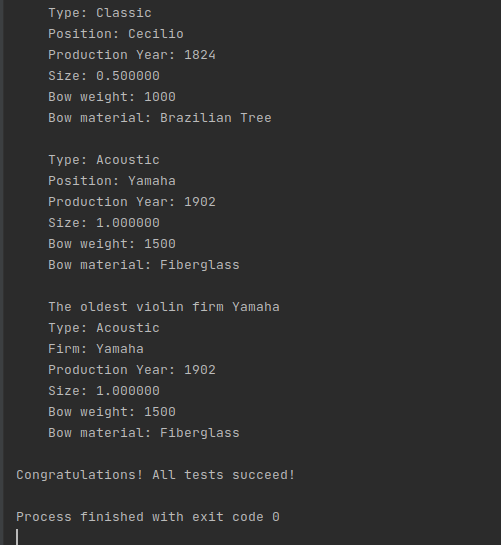 Type: Classic
Position: Cecilio
Production Year: 1824
Size: 0.500000
Bow weight: 1000
Bow material: Brazilian Tree
Type: Acoustic
Position: Yamaha
Production Year: 1902
Size: 1.000000
Bow weight: 1500
Bow material: Fiberglass
The oldest violin firm Yamaha
Type: Acoustic
Firm: Yamaha
Production Year: 1902
Size: 1.000000
Bow weight: 1500
Bow material: Fiberglass
Congratulations! All tests succeed!
Process finished with exit code 0